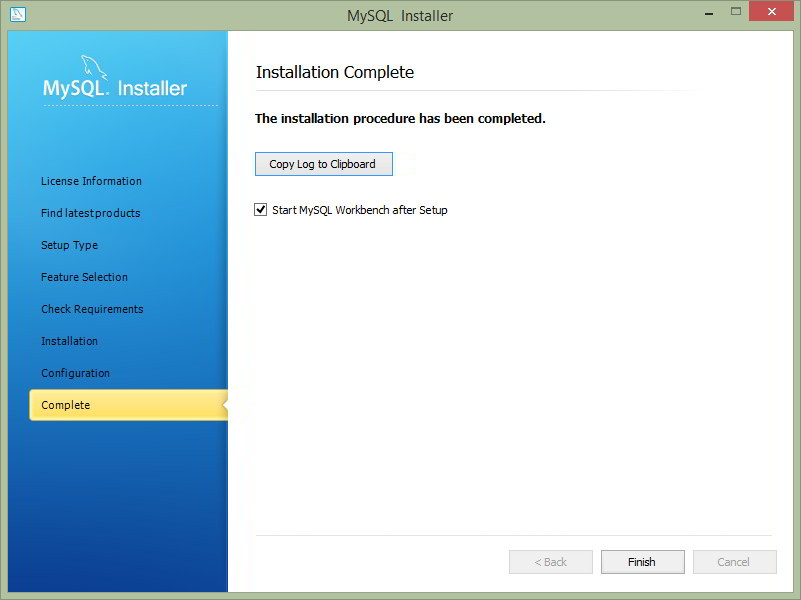 MySQL Installer
MySQL. Installer
License Information
Find latest products
Setup Type
Feature Selection
Check Requirements
Installation
Configuration
Complete
Installation Complete
The installation procedure has been completed.
Copy Log to Clipboard
Start MySQL Workbench after Setup
< Back
Finish
Cancel